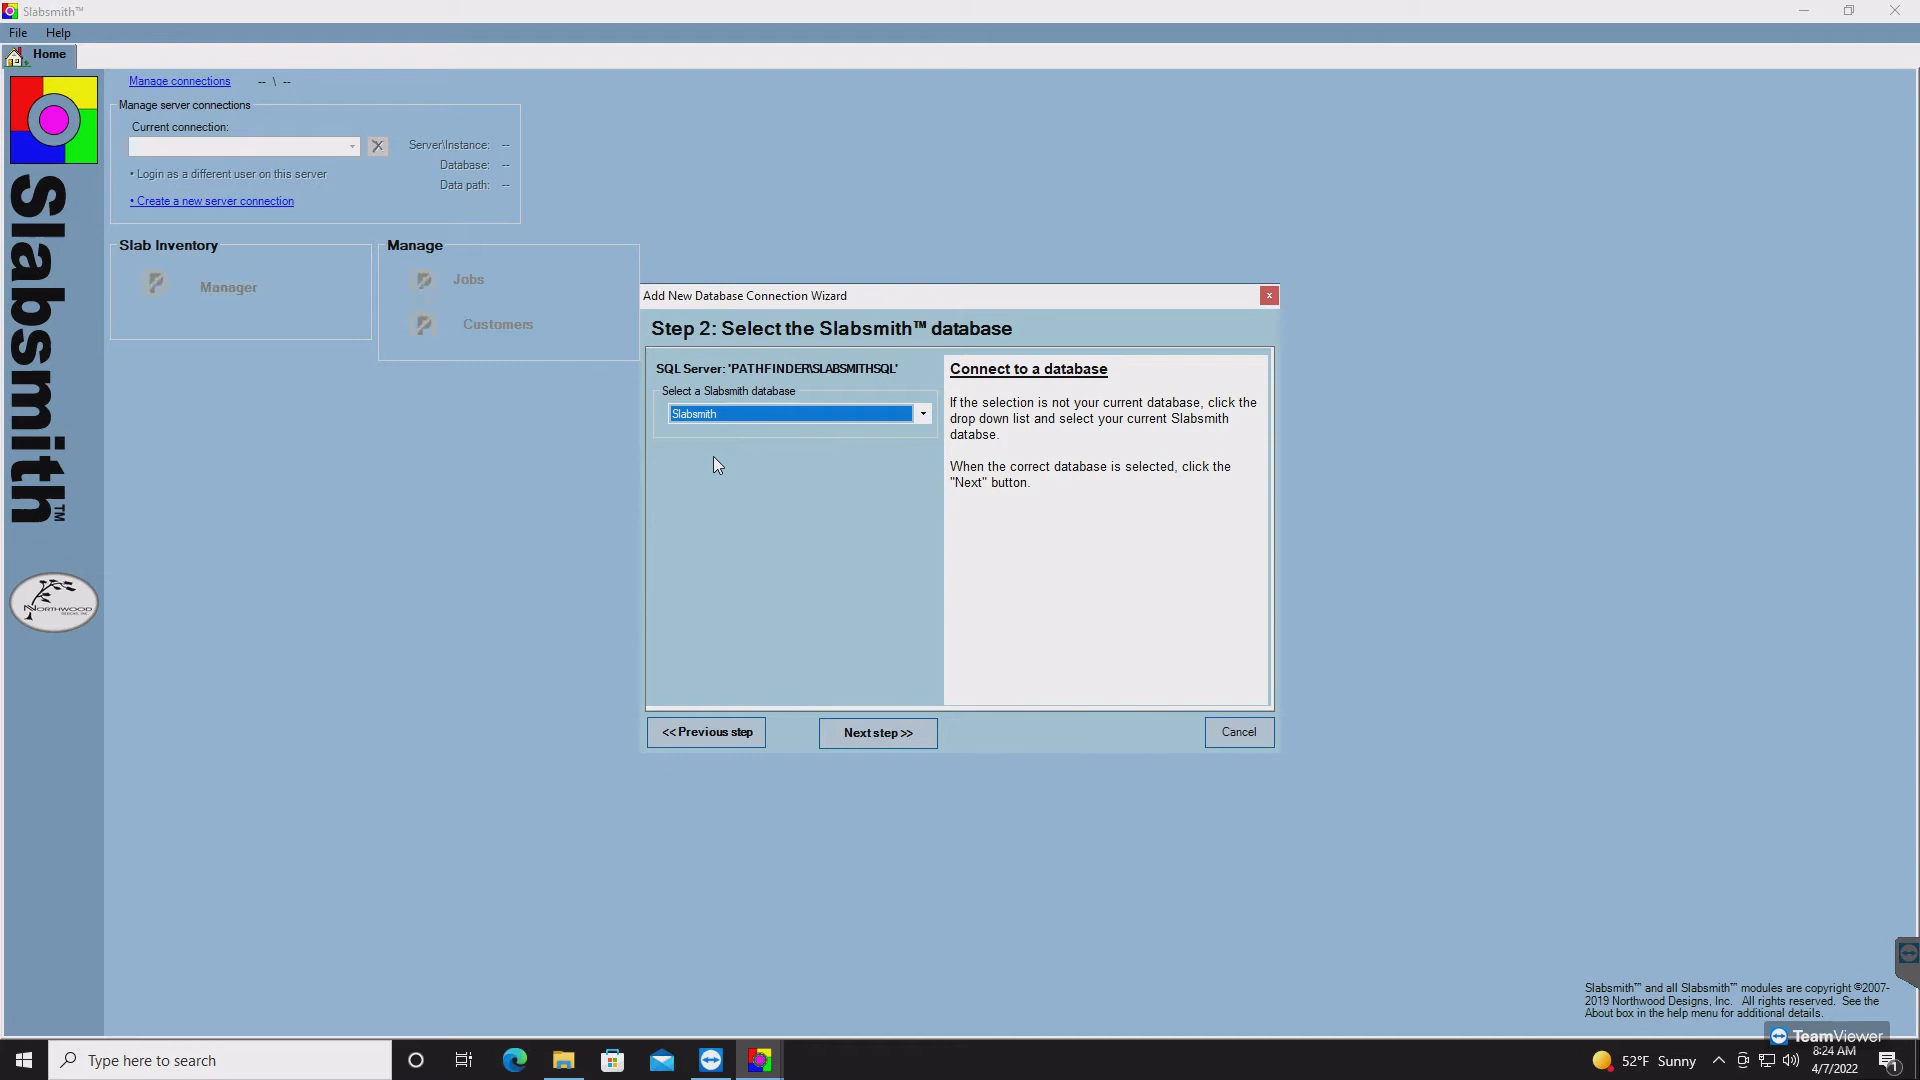 Slabsmith™
File Help
Home
Manage connections -- \ --
Manage server connections
Current connection:
Server\Instance: --
Database: --
Data path: --
• Login as a different user on this server
• Create a new server connection
Slab Inventory
Manager
Manage
Jobs
Customers
Slabsmith™
NORTHWOOD
Add New Database Connection Wizard
Step 2: Select the Slabsmith™ database
SQL Server: 'PATHFINDER\SLABSMITHSQL'
Select a Slabsmith database
Slabsmith
Connect to a database
If the selection is not your current database, click the
drop down list and select your current Slabsmith
databse.
When the correct database is selected, click the
"Next" button.
<< Previous step
Next step >>
Cancel
Slabsmith™ and all Slabsmith™ modules are copyright ©2007-
2019 Northwood Designs, Inc. All rights reserved. See the
About box in the help menu for additional details.
TeamViewer
Type here to search
52°F Sunny
8:24 AM
4/7/2022
1